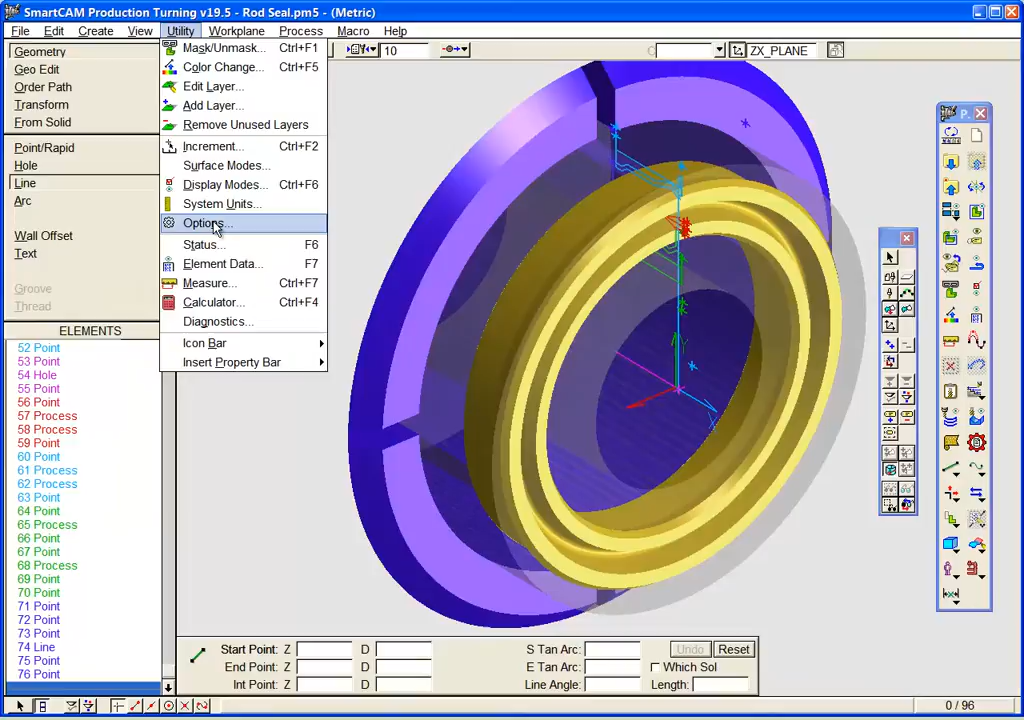 SmartCAM Production Turning v19.5 - Rod Seal.pm5 - (Metric)
File Edit Create View Utility Workplane Process Macro Help
10
ZX_PLANE
Geometry
Geo Edit
Order Path
Transform
From Solid
Point/Rapid
Hole
Line
Arc
Wall Offset
Text
Groove
Thread
Mask/Unmask... Ctrl+F1
Color Change... Ctrl+F5
Edit Layer...
Add Layer...
Remove Unused Layers
Increment... Ctrl+F2
Surface Modes...
Display Modes... Ctrl+F6
System Units...
Options...
Status... F6
Element Data... F7
Measure... Ctrl+F7
Calculator... Ctrl+F4
Diagnostics...
Icon Bar
Insert Property Bar
ELEMENTS
52 Point
53 Point
54 Hole
55 Point
56 Point
57 Process
58 Process
59 Point
60 Point
61 Process
62 Process
63 Point
64 Point
65 Process
66 Point
67 Point
68 Process
69 Point
70 Point
71 Point
72 Point
73 Point
74 Line
75 Point
76 Point
P.
Start Point: Z D S Tan Arc: Undo Reset
End Point: Z D E Tan Arc: Which Sol
Int Point: Z D Line Angle: Length:
0 / 96